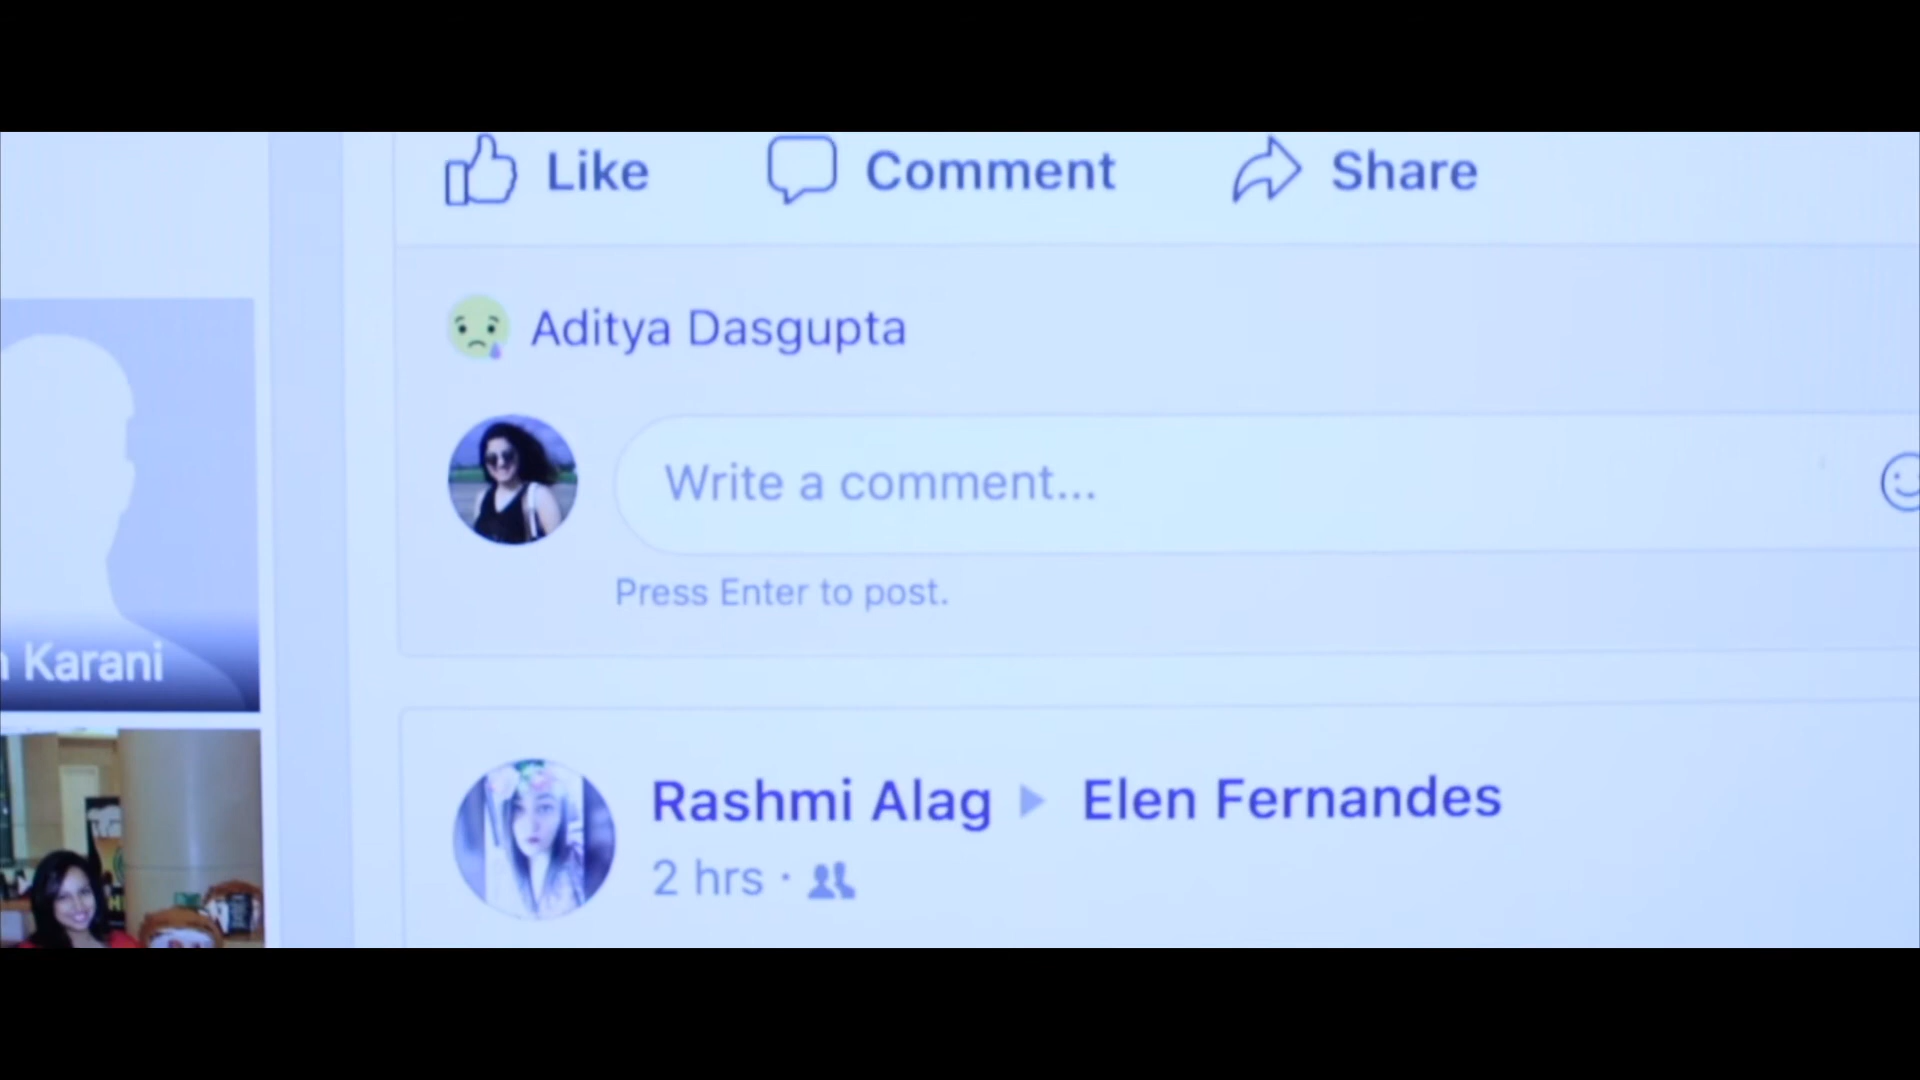 Like Comment Share
Aditya Dasgupta
Write a comment...
Press Enter to post.
Karani
Rashmi Alag Elen Fernandes
2 hrs ·